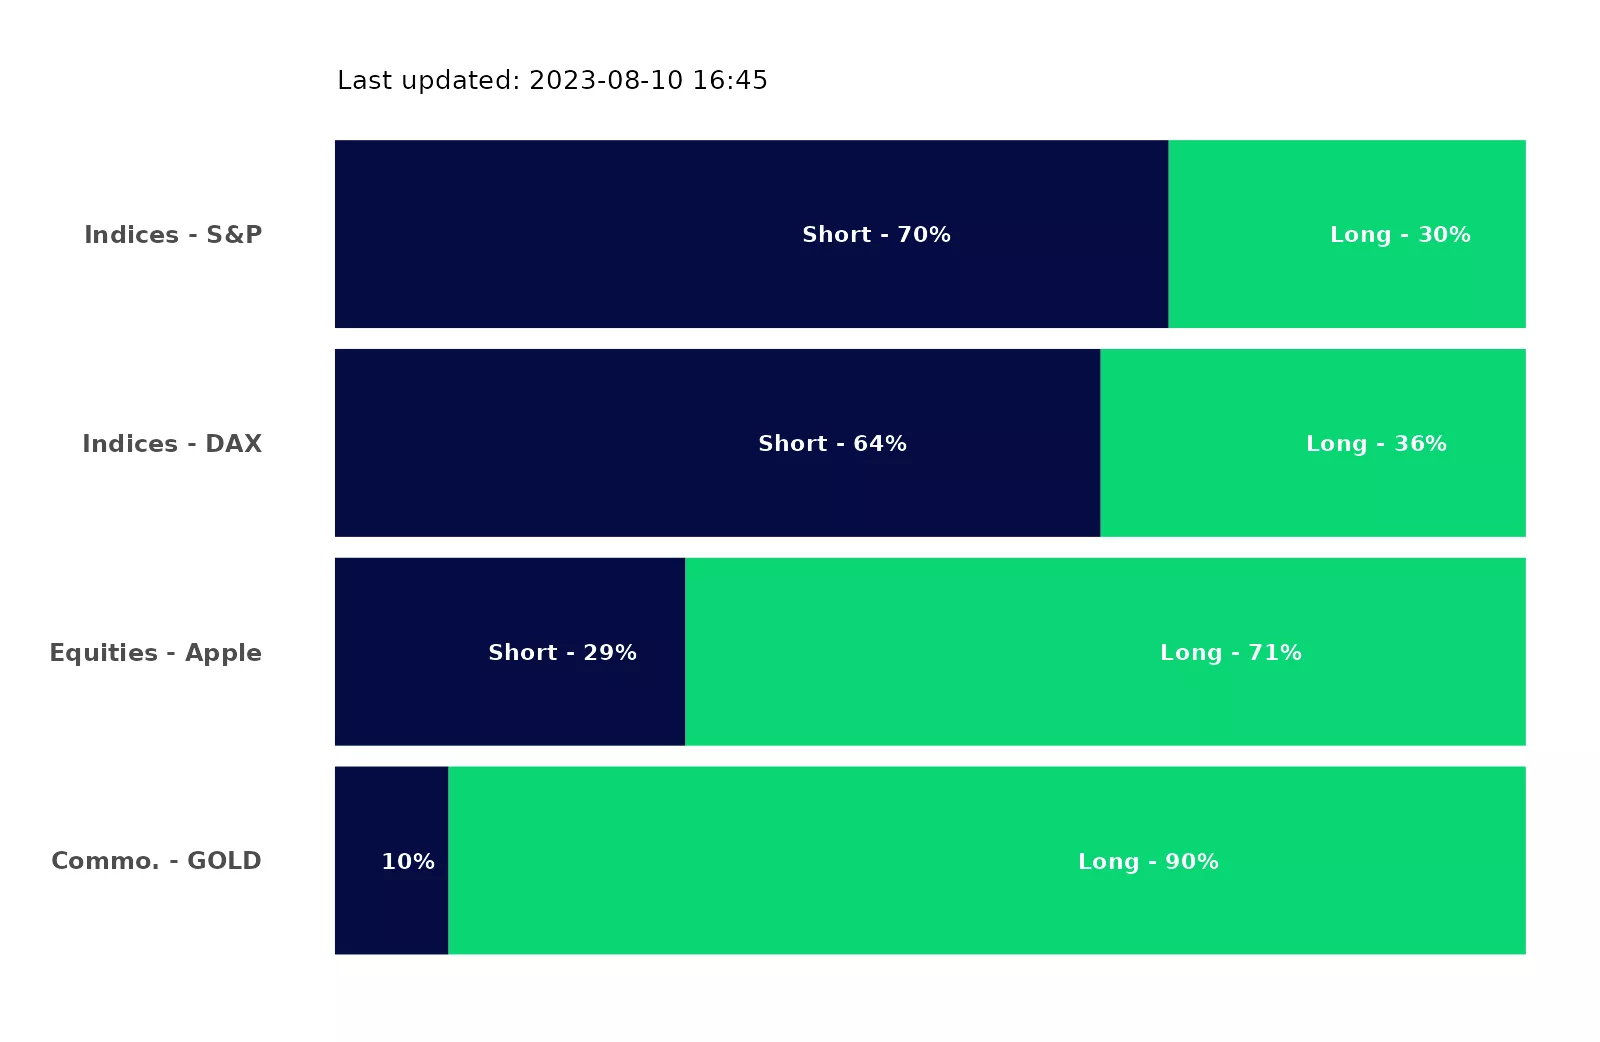 Last updated: 2023-08-10 16:45
Indices - S&P
Short - 70%
Long - 30%
Indices - DAX
Short - 64%
Long - 36%
Equities - Apple
Short - 29%
Long - 71%
Commo. - GOLD
10%
Long - 90%